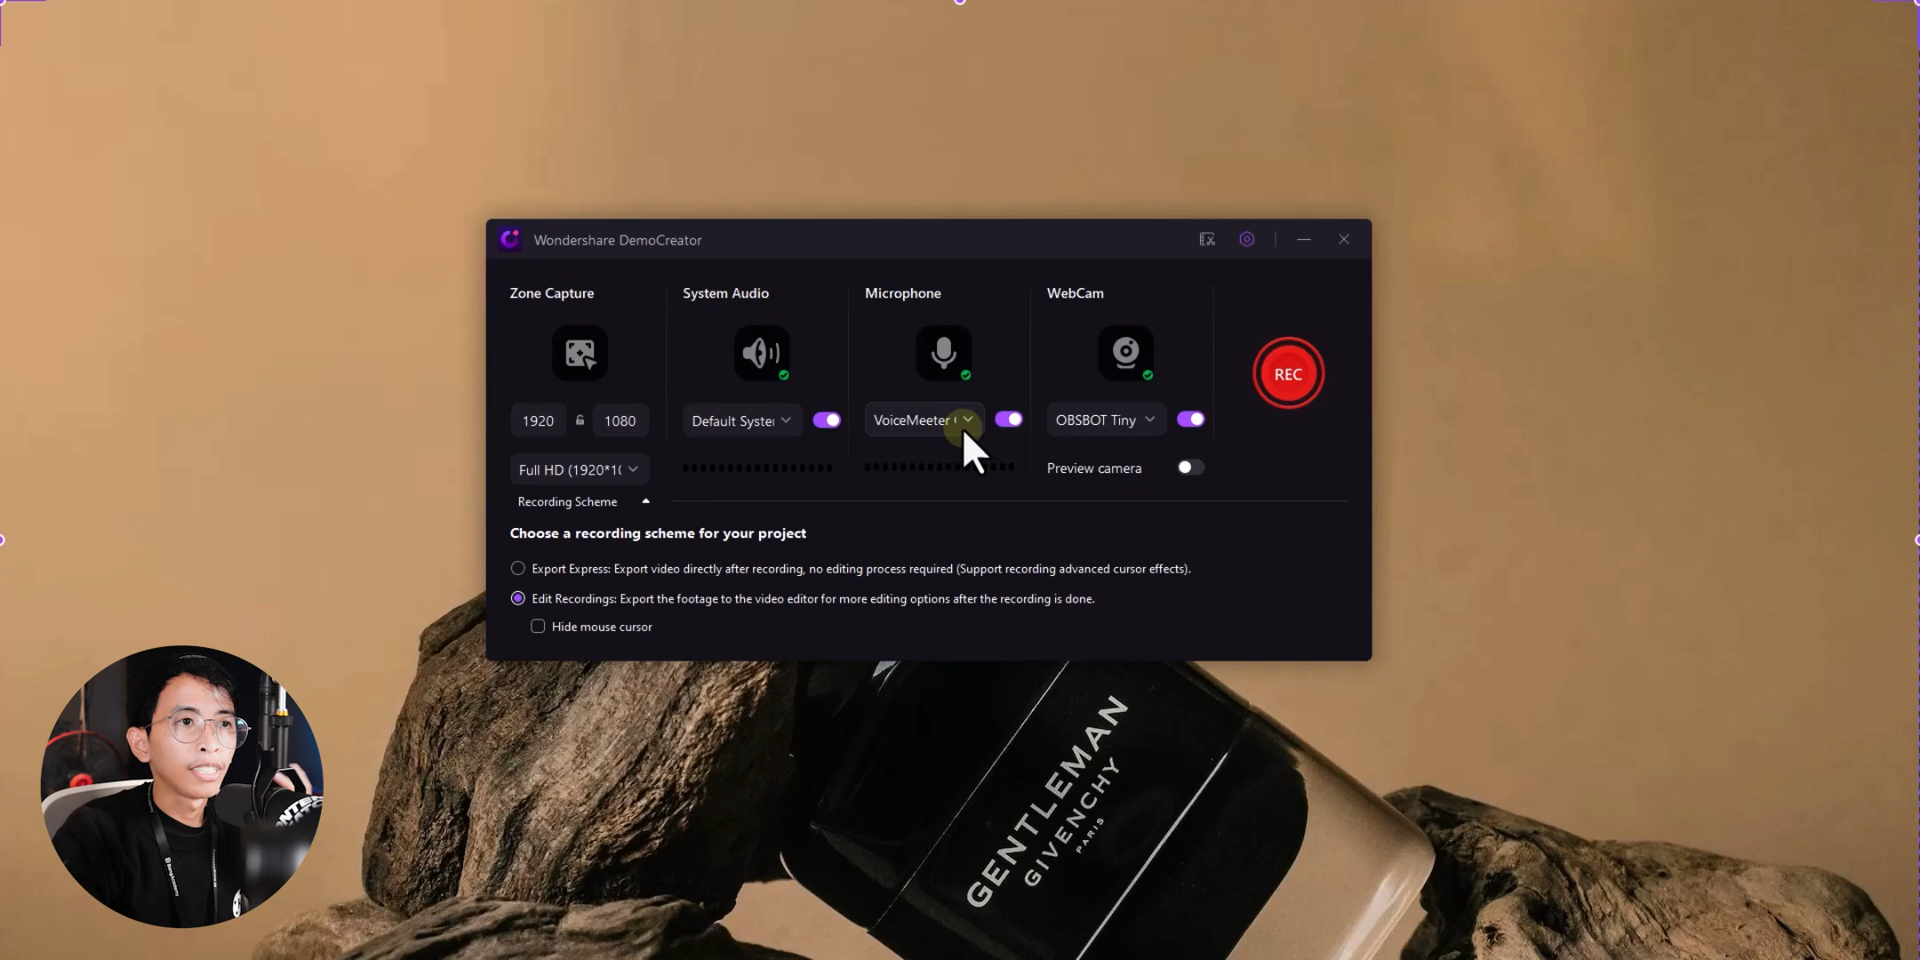 Wondershare DemoCreator
Zone Capture
System Audio
Microphone
WebCam
REC
1920
1080
Default Syste
VoiceMeeter
OBSBOT Tiny
Full HD (1920*1(
Preview camera
Recording Scheme
Choose a recording scheme for your project
Export Express: Export video directly after recording, no editing process required (Support recording advanced cursor effects).
Edit Recordings: Export the footage to the video editor for more editing options after the recording is done.
Hide mouse cursor
GENTLEMAN
GIVENCHY
PARIS